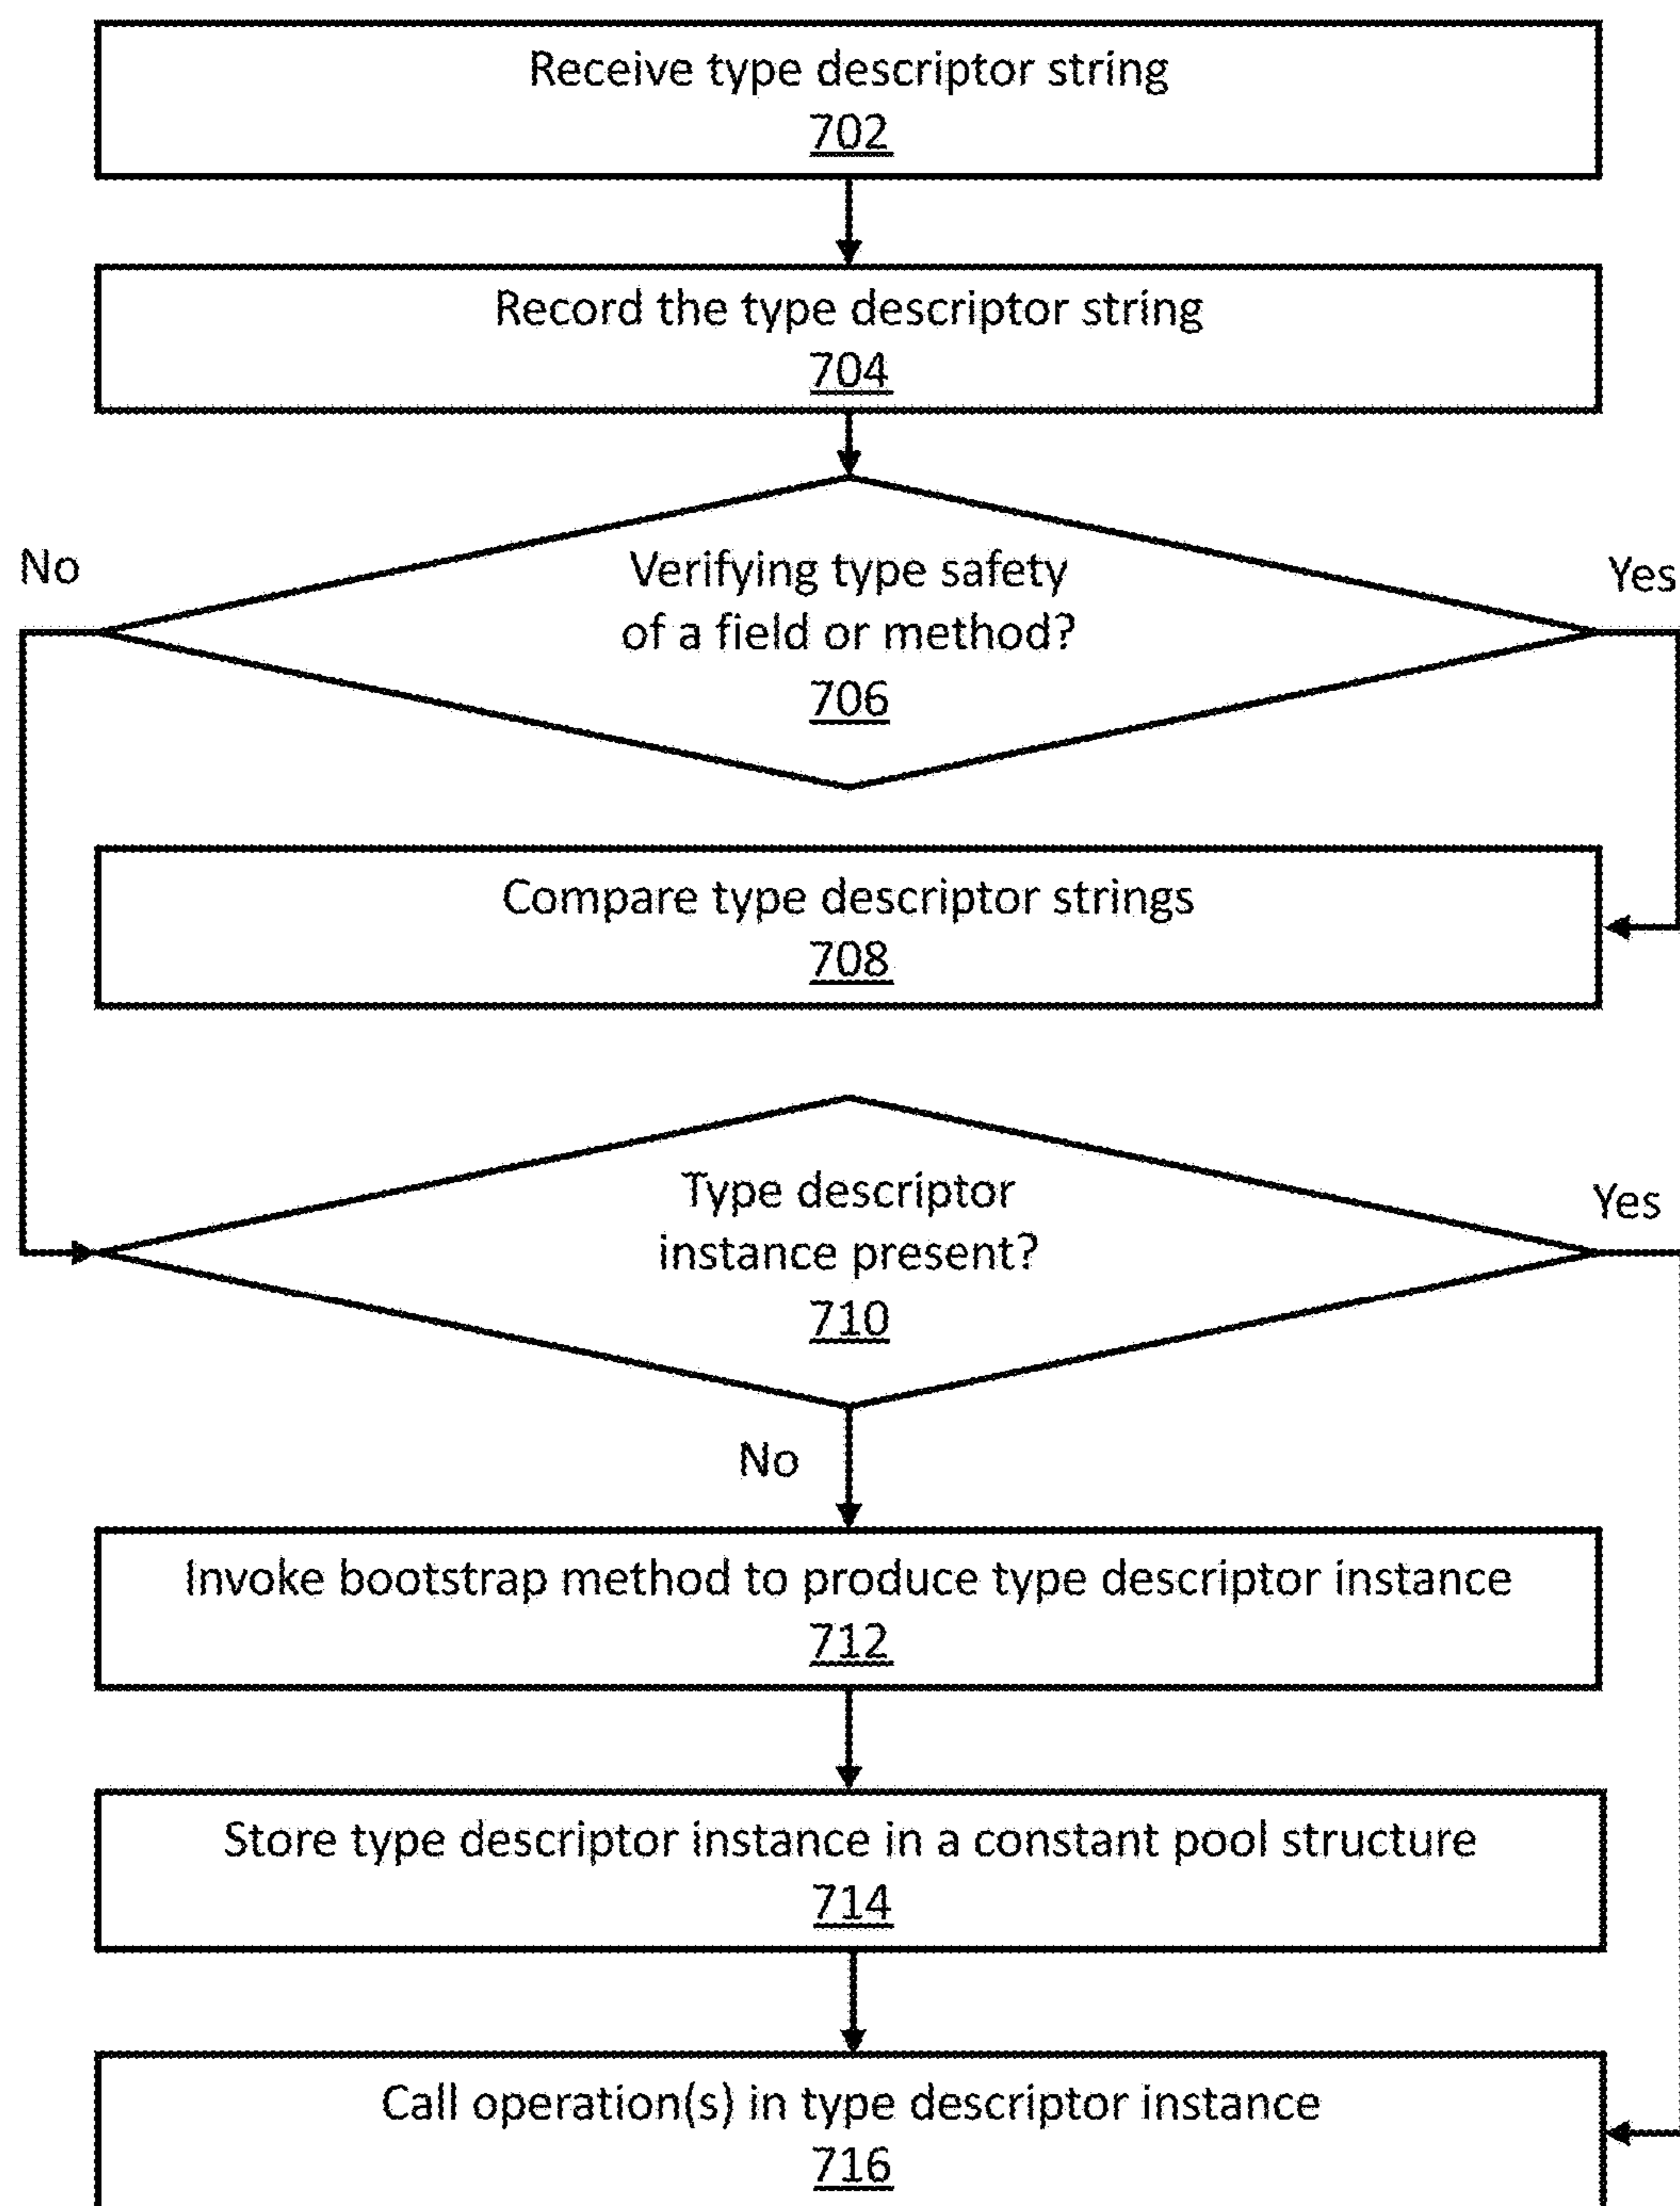 Receive type descriptor string
702
Record the type descriptor string
704
No
Yes
Verifying type safety
of a field or method?
706
Compare type descriptor strings
708
Type descriptor
instance present?
710
Yes
No
Invoke bootstrap method to produce type descriptor instance
712
Store type descriptor instance in a constant pool structure
714
Call operation(s) in type descriptor instance
716